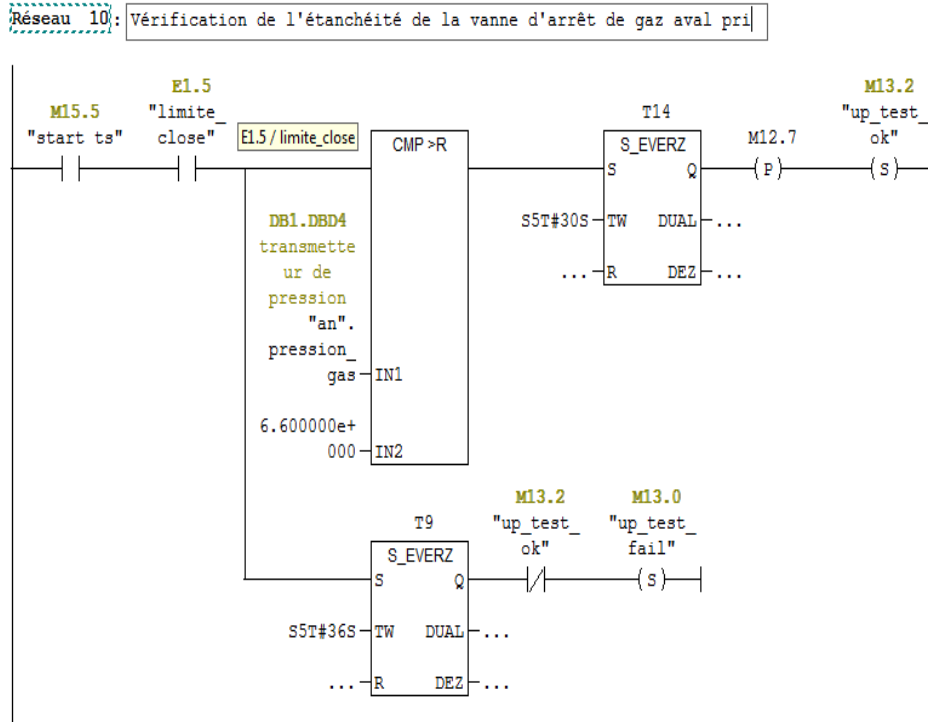 Réseau 10: Vérification de l'étanchéité de la vanne d'arrêt de gaz aval pri
M15.5
"start ts"
E1.5
"limite_
close"
E1.5 / limite_close
CMP >R
DB1.DBD4
transmette
ur de
pression
"an".
pression_
gas
IN1
6.600000e+
000
IN2
T14
S_EVERZ
S
Q
S5T#30S
TW
DUAL
...
...
R
DEZ
...
M12.7
P
M13.2
"up_test_
ok"
S
T9
S_EVERZ
S
Q
S5T#36S
TW
DUAL
...
...
R
DEZ
...
M13.2
"up_test_
ok"
M13.0
"up_test_
fail"
S